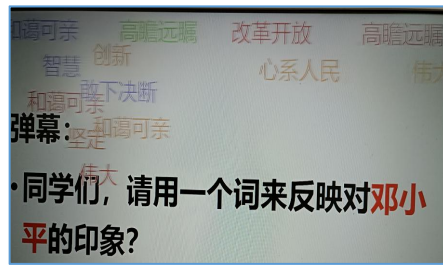 和蔼可亲 高瞻远瞩 改革开放 高瞻远瞩
智慧 创新 心系人民 伟大
和蔼可亲 敢下决断
弹幕：坚定 和蔼可亲
伟大
·同学们，请用一个词来反映对邓小
平的印象？